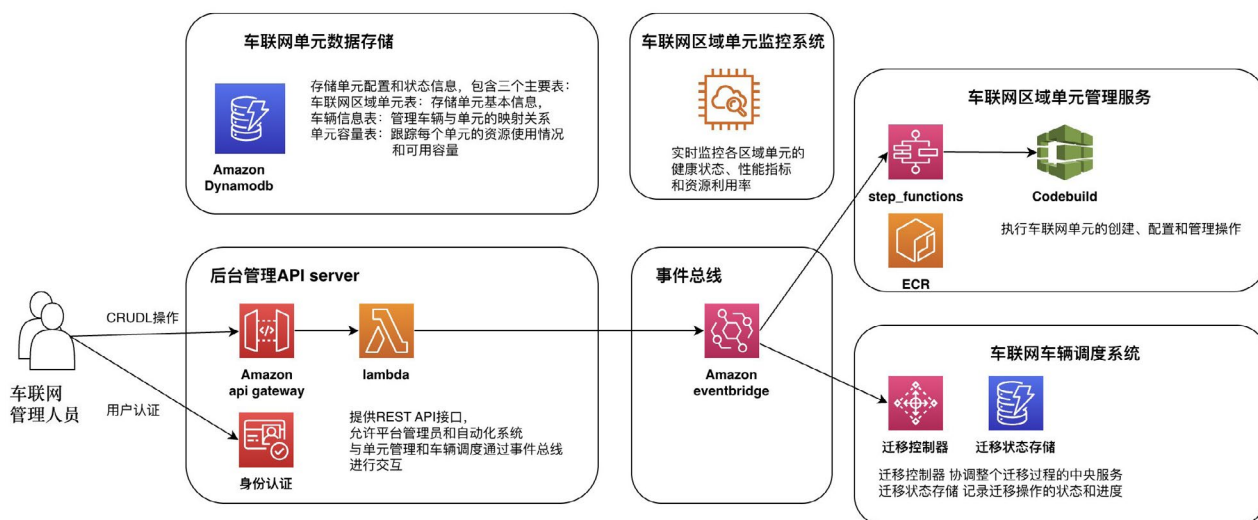 车联网单元数据存储
存储单元配置和状态信息，包含三个主要表：
车联网区域单元表：存储单元基本信息，
车辆信息表：管理车辆与单元的映射关系
单元容量表：跟踪每个单元的资源使用情况
和可用容量
Amazon
Dynamodb
车联网区域单元监控系统
实时监控各区域单元的
健康状态、性能指标
和资源利用率
车联网区域单元管理服务
step_functions
Codebuild
执行车联网单元的创建、配置和管理操作
ECR
车联网
管理人员
CRUDL操作
用户认证
后台管理API server
Amazon
api gateway
lambda
提供REST API接口，
允许平台管理员和自动化系统
与单元管理和车辆调度通过事件总线
进行交互
身份认证
事件总线
Amazon
eventbridge
车联网车辆调度系统
迁移控制器
迁移状态存储
迁移控制器 协调整个迁移过程的中央服务
迁移状态存储 记录迁移操作的状态和进度